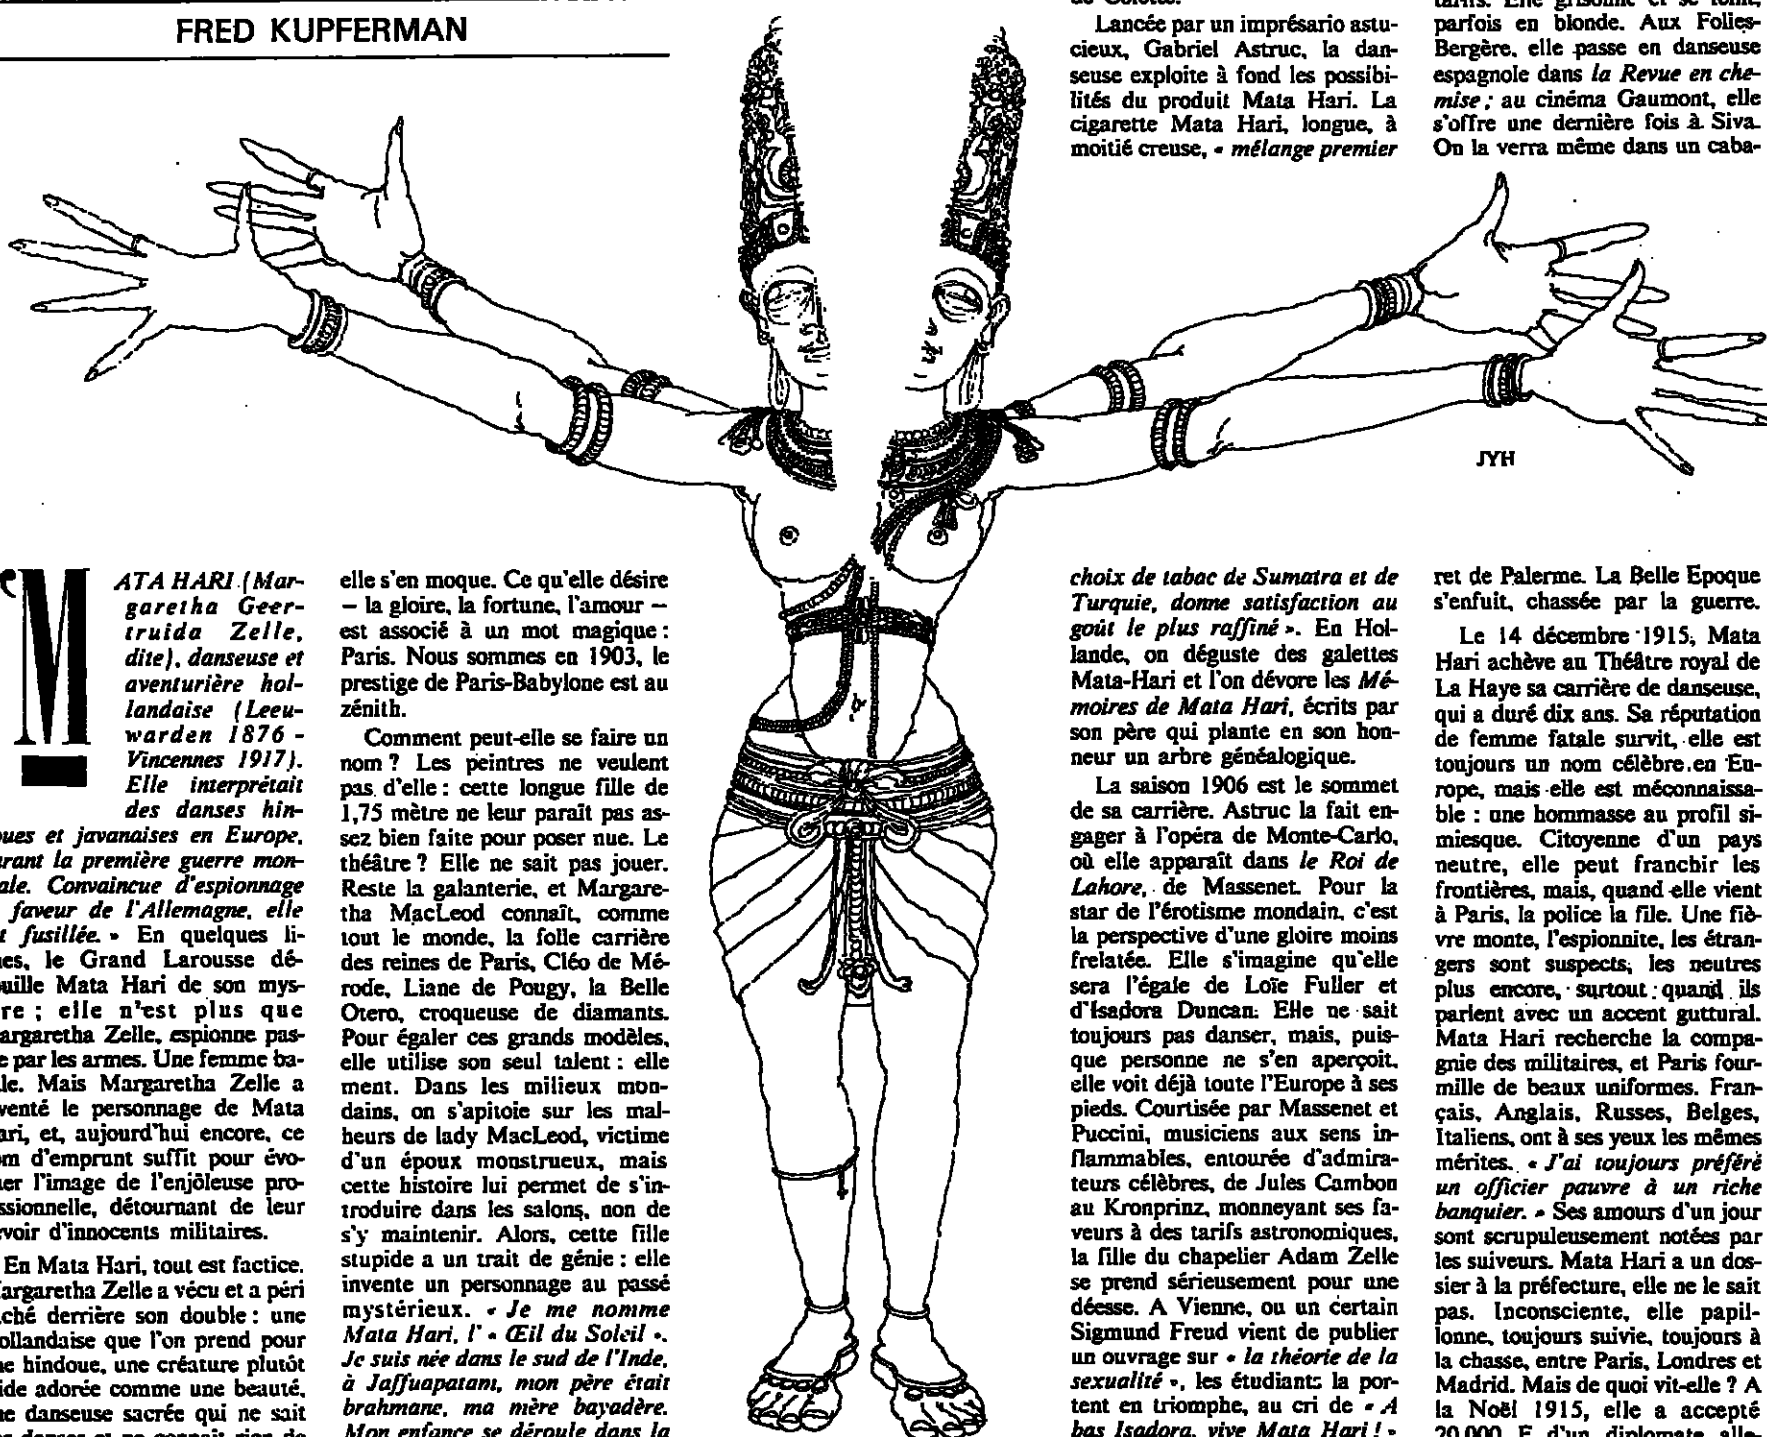 FRED KUPFERMAN
ATA HARI (Mar-
garetha Geer-
truida Zelle,
dite), danseuse et
aventurière hol-
landaise (Leeu-
warden 1876 -
Vincennes 1917).
Elle interprétait
des danses hin-
et javanaises en Europe.
la première guerre mon-
Convaincue d'espionnage
faveur de l'Allemagne, elle
fusillée. » En quelques li-
le Grand Larousse dé-
Mata Hari de son mys-
; elle n'est plus que
Zelle, espionne pas-
par les armes. Une femme ba-
Mais Margaretha Zelle a
le personnage de Mata
et, aujourd'hui encore, ce
d'emprunt suffit pour évo-
l'image de l'enjôleuse pro-
détournant de leur
d'innocents militaires.
En Mata Hari, tout est factice.
a vécu et a péri
derrière son double : une
que l'on prend pour
hindoue, une créature plutôt
adorée comme une beauté,
danseuse sacrée qui ne sait
elle s'en moque. Ce qu'elle désire
– la gloire, la fortune, l'amour –
est associé à un mot magique :
Paris. Nous sommes en 1903, le
prestige de Paris-Babylone est au
zénith.
Comment peut-elle se faire un
nom ? Les peintres ne veulent
pas d'elle : cette longue fille de
1,75 mètre ne leur paraît pas as-
sez bien faite pour poser nue. Le
théâtre ? Elle ne sait pas jouer.
Reste la galanterie, et Margare-
tha MacLeod connaît, comme
tout le monde, la folle carrière
des reines de Paris, Cléo de Mé-
rode, Liane de Pougy, la Belle
Otero, croqueuse de diamants.
Pour égaler ces grands modèles,
elle utilise son seul talent : elle
ment. Dans les milieux mon-
dains, on s'apitoie sur les mal-
heurs de lady MacLeod, victime
d'un époux monstrueux, mais
cette histoire lui permet de s'in-
troduire dans les salons, non de
s'y maintenir. Alors, cette fille
stupide a un trait de génie : elle
invente un personnage au passé
mystérieux. « Je me nomme
Mata Hari, l' « Œil du Soleil ».
Je suis née dans le sud de l'Inde,
à Jaffuapatam, mon père était
brahmane, ma mère bayadère.
Mon enfance se déroule dans la
de Colette.
Lancée par un imprésario astu-
cieux, Gabriel Astruc, la dan-
seuse exploite à fond les possibi-
lités du produit Mata Hari. La
cigarette Mata Hari, longue, à
moitié creuse, « mélange premier
choix de tabac de Sumatra et de
Turquie, donne satisfaction au
goût le plus raffiné ». En Hol-
lande, on déguste des galettes
Mata-Hari et l'on dévore les Mé-
moires de Mata Hari, écrits par
son père qui plante en son hon-
neur un arbre généalogique.
La saison 1906 est le sommet
de sa carrière. Astruc la fait en-
gager à l'opéra de Monte-Carlo,
où elle apparaît dans le Roi de
Lahore, de Massenet. Pour la
star de l'érotisme mondain, c'est
la perspective d'une gloire moins
frelatée. Elle s'imagine qu'elle
sera l'égale de Loïe Fuller et
d'Isadora Duncan. Elle ne sait
toujours pas danser, mais, puis-
que personne ne s'en aperçoit,
elle voit déjà toute l'Europe à ses
pieds. Courtisée par Massenet et
Puccini, musiciens aux sens in-
flammables, entourée d'admira-
teurs célèbres, de Jules Cambon
au Kronprinz, monneyant ses fa-
veurs à des tarifs astronomiques,
la fille du chapelier Adam Zelle
se prend sérieusement pour une
déesse. A Vienne, ou un certain
Sigmund Freud vient de publier
un ouvrage sur « la théorie de la
sexualité », les étudiants la por-
tent en triomphe, au cri de « A
bas Isadora, vive Mata Hari ! »
tarifs. Elle grisonne et se teint,
parfois en blonde. Aux Folies-
Bergère, elle passe en danseuse
espagnole dans la Revue en che-
mise ; au cinéma Gaumont, elle
s'offre une dernière fois à Siva.
On la verra même dans un caba-
JYH
ret de Palerme. La Belle Epoque
s'enfuit, chassée par la guerre.
Le 14 décembre 1915, Mata
Hari achève au Théâtre royal de
La Haye sa carrière de danseuse,
qui a duré dix ans. Sa réputation
de femme fatale survit, elle est
toujours un nom célèbre en Eu-
rope, mais elle est méconnaissa-
ble : une hommasse au profil si-
miesque. Citoyenne d'un pays
neutre, elle peut franchir les
frontières, mais, quand elle vient
à Paris, la police la file. Une fiè-
vre monte, l'espionnite, les étran-
gers sont suspects, les neutres
plus encore, surtout quand ils
parlent avec un accent guttural.
Mata Hari recherche la compa-
gnie des militaires, et Paris four-
mille de beaux uniformes. Fran-
çais, Anglais, Russes, Belges,
Italiens, ont à ses yeux les mêmes
mérites. « J'ai toujours préféré
un officier pauvre à un riche
banquier. » Ses amours d'un jour
sont scrupuleusement notées par
les suiveurs. Mata Hari a un dos-
sier à la préfecture, elle ne le sait
pas. Inconsciente, elle papil-
lonne, toujours suivie, toujours à
la chasse, entre Paris, Londres et
Madrid. Mais de quoi vit-elle ? A
la Noël 1915, elle a accepté
20.000 F d'un diplomate alle-